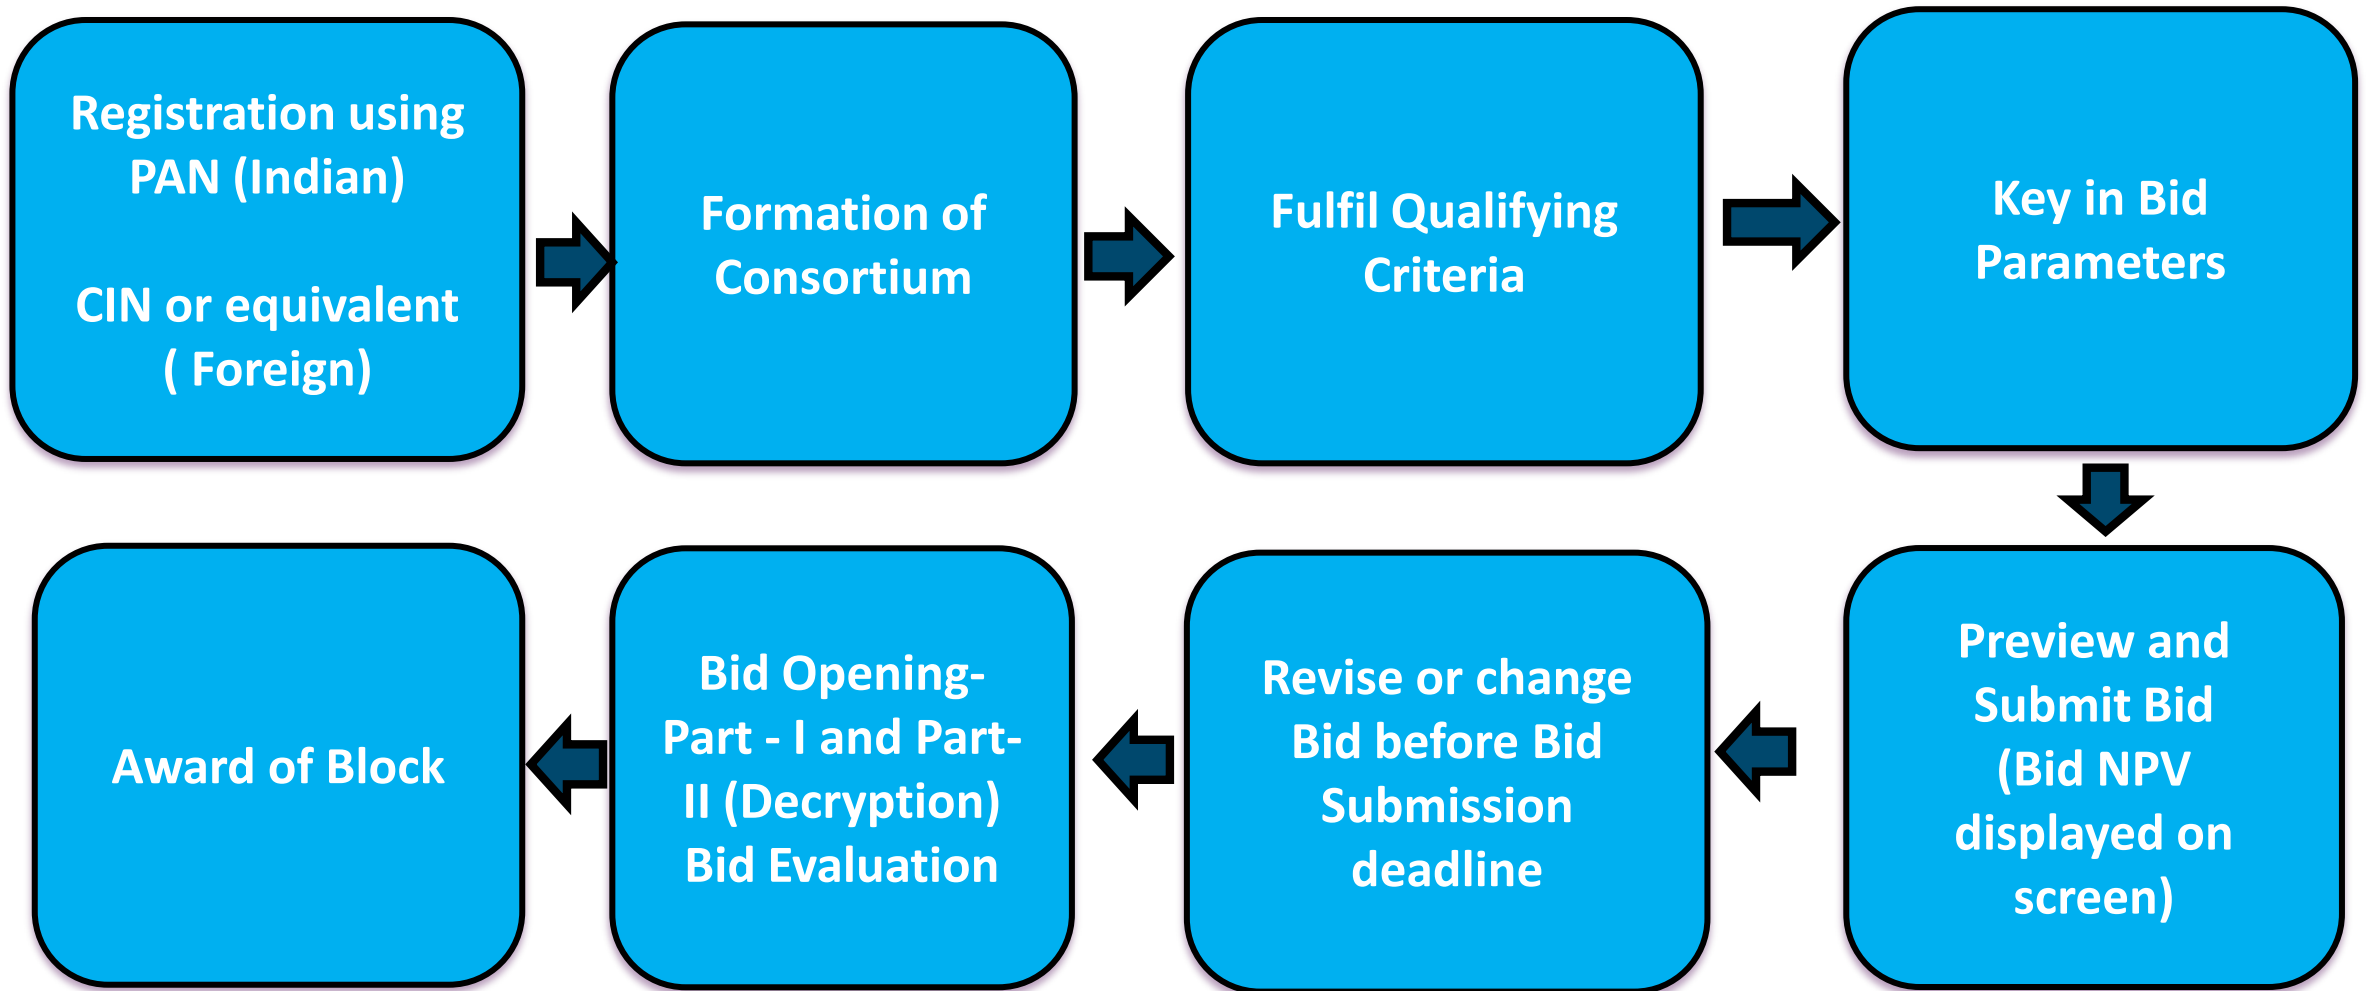 Registration using
PAN (Indian)
CIN or equivalent
( Foreign)
Formation of
Consortium
Fulfil Qualifying
Criteria
Key in Bid
Parameters
Preview and
Submit Bid
(Bid NPV
displayed on
screen)
Revise or change
Bid before Bid
Submission
deadline
Bid Opening-
Part - I and Part-
II (Decryption)
Bid Evaluation
Award of Block